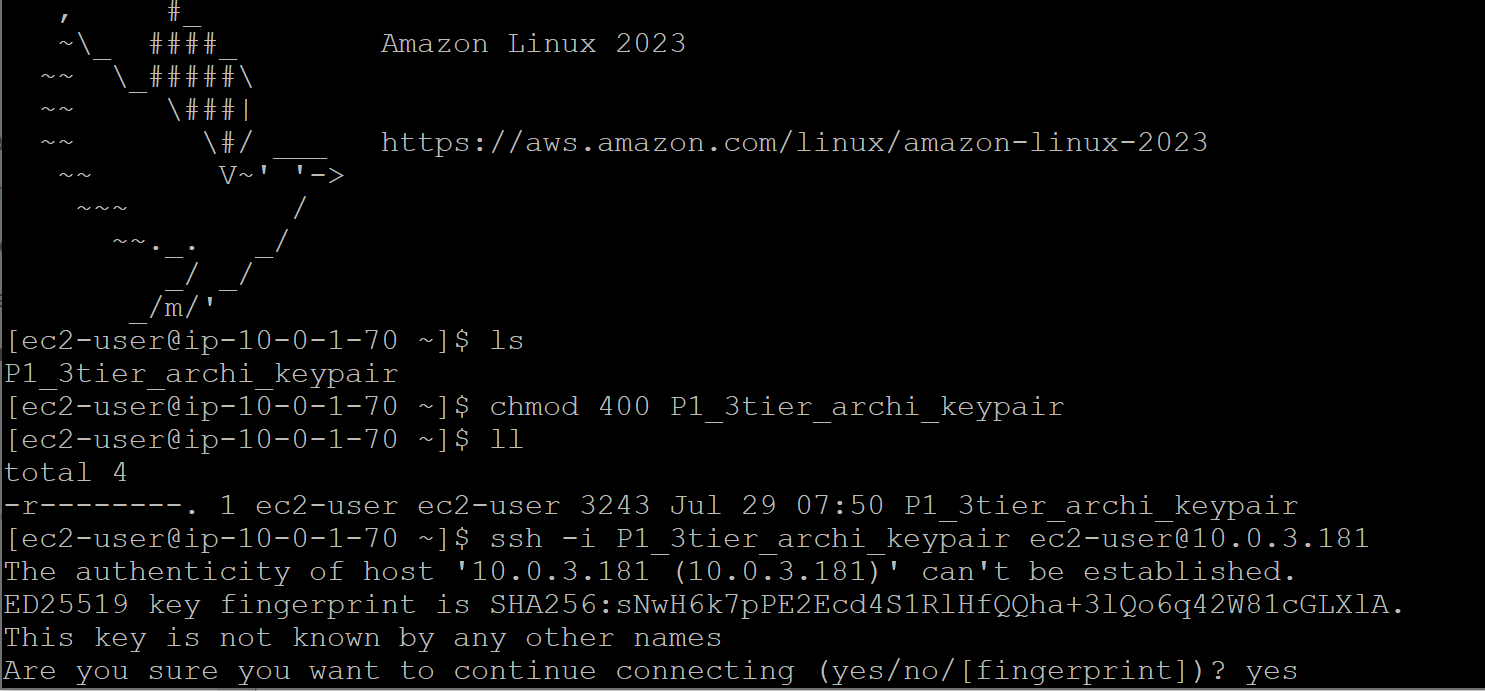 ,     #_
   ~\_  ####_        Amazon Linux 2023
  ~~  \_#####\
  ~~     \###|
  ~~       \#/ ___   https://aws.amazon.com/linux/amazon-linux-2023
   ~~       V~' '->
    ~~~         /
      ~~._.   _/
         _/ _/
       _/m/'
[ec2-user@ip-10-0-1-70 ~]$ ls
P1_3tier_archi_keypair
[ec2-user@ip-10-0-1-70 ~]$ chmod 400 P1_3tier_archi_keypair
[ec2-user@ip-10-0-1-70 ~]$ ll
total 4
-r--------. 1 ec2-user ec2-user 3243 Jul 29 07:50 P1_3tier_archi_keypair
[ec2-user@ip-10-0-1-70 ~]$ ssh -i P1_3tier_archi_keypair ec2-user@10.0.3.181
The authenticity of host '10.0.3.181 (10.0.3.181)' can't be established.
ED25519 key fingerprint is SHA256:sNwH6k7pPE2Ecd4S1RlHfQQha+3lQo6q42W81cGLXlA.
This key is not known by any other names
Are you sure you want to continue connecting (yes/no/[fingerprint])? yes